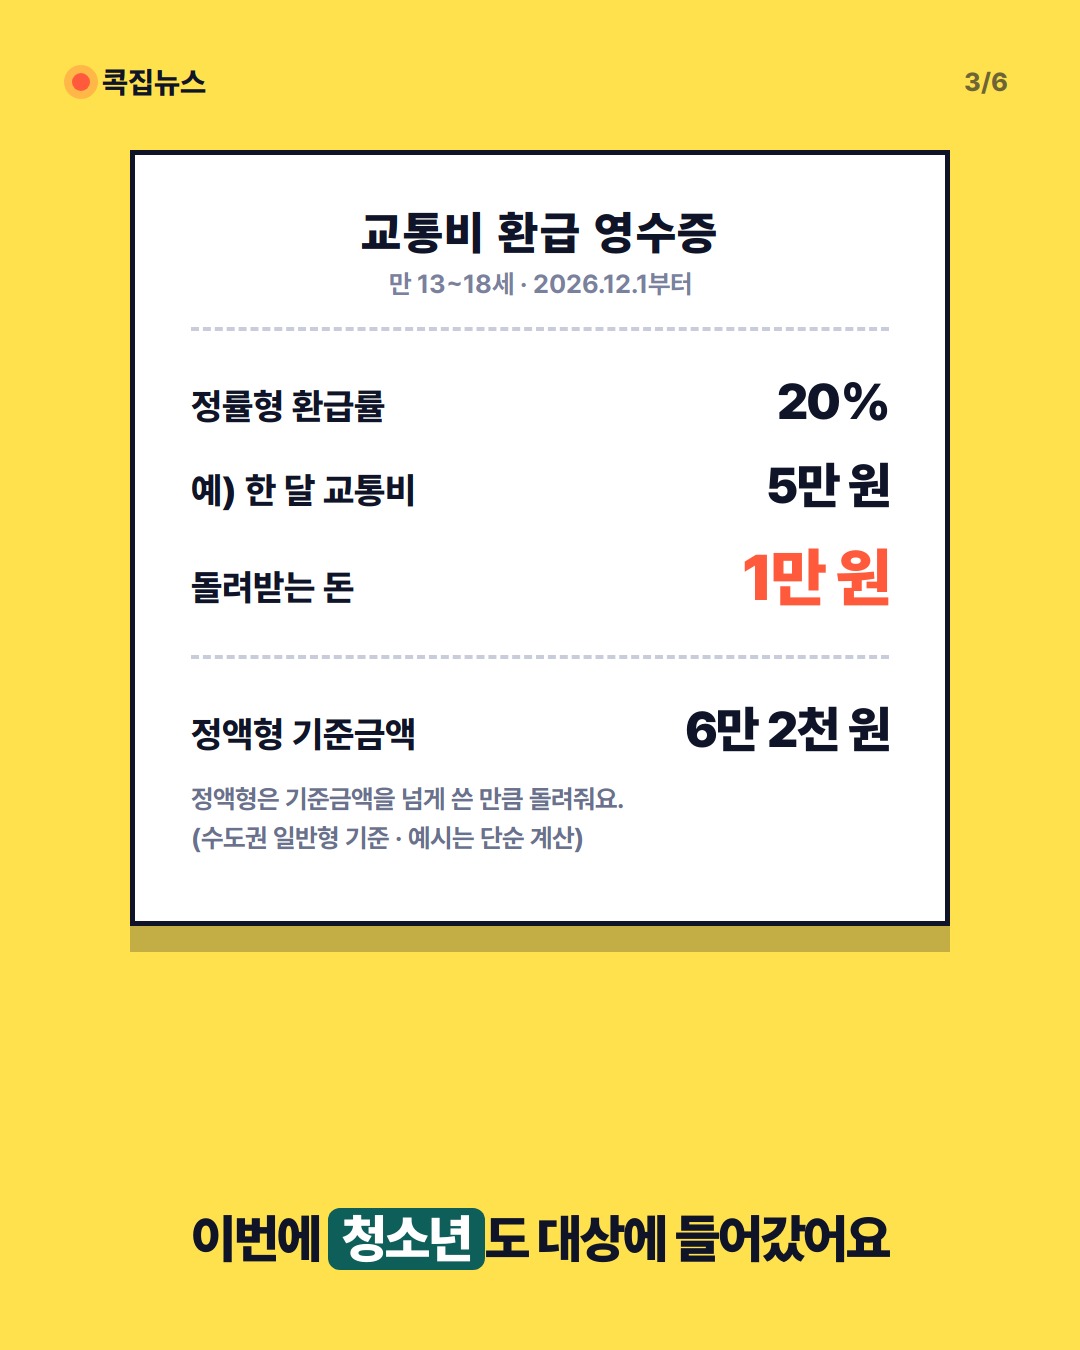 콕집뉴스
3/6
교통비 환급 영수증
만 13~18세 · 2026.12.1부터
정률형 환급률 20%
예) 한 달 교통비 5만 원
돌려받는 돈 1만 원
정액형 기준금액 6만 2천 원
정액형은 기준금액을 넘게 쓴 만큼 돌려줘요.
(수도권 일반형 기준 · 예시는 단순 계산)
이번에 청소년도 대상에 들어갔어요